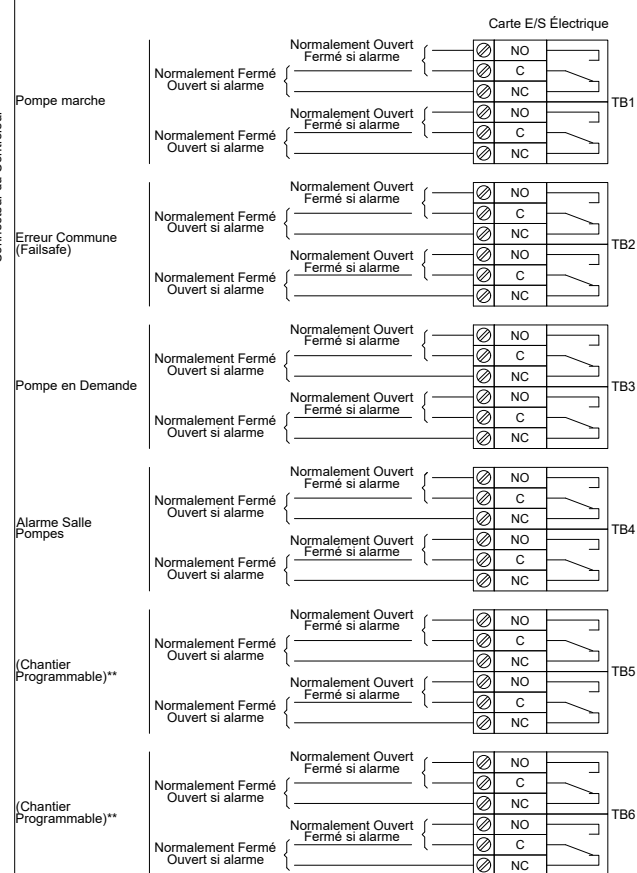 Carte E/S Électrique
Connecteur du Contrôleur
Pompe marche
Normalement Ouvert
Fermé si alarme
Normalement Fermé
Ouvert si alarme
NO
C
NC
Normalement Ouvert
Fermé si alarme
Normalement Fermé
Ouvert si alarme
NO
C
NC
TB1
Erreur Commune
(Failsafe)
Normalement Ouvert
Fermé si alarme
Normalement Fermé
Ouvert si alarme
NO
C
NC
Normalement Ouvert
Fermé si alarme
Normalement Fermé
Ouvert si alarme
NO
C
NC
TB2
Pompe en Demande
Normalement Ouvert
Fermé si alarme
Normalement Fermé
Ouvert si alarme
NO
C
NC
Normalement Ouvert
Fermé si alarme
Normalement Fermé
Ouvert si alarme
NO
C
NC
TB3
Alarme Salle
Pompes
Normalement Ouvert
Fermé si alarme
Normalement Fermé
Ouvert si alarme
NO
C
NC
Normalement Ouvert
Fermé si alarme
Normalement Fermé
Ouvert si alarme
NO
C
NC
TB4
(Chantier
Programmable)**
Normalement Ouvert
Fermé si alarme
Normalement Fermé
Ouvert si alarme
NO
C
NC
Normalement Ouvert
Fermé si alarme
Normalement Fermé
Ouvert si alarme
NO
C
NC
TB5
(Chantier
Programmable)**
Normalement Ouvert
Fermé si alarme
Normalement Fermé
Ouvert si alarme
NO
C
NC
Normalement Ouvert
Fermé si alarme
Normalement Fermé
Ouvert si alarme
NO
C
NC
TB6